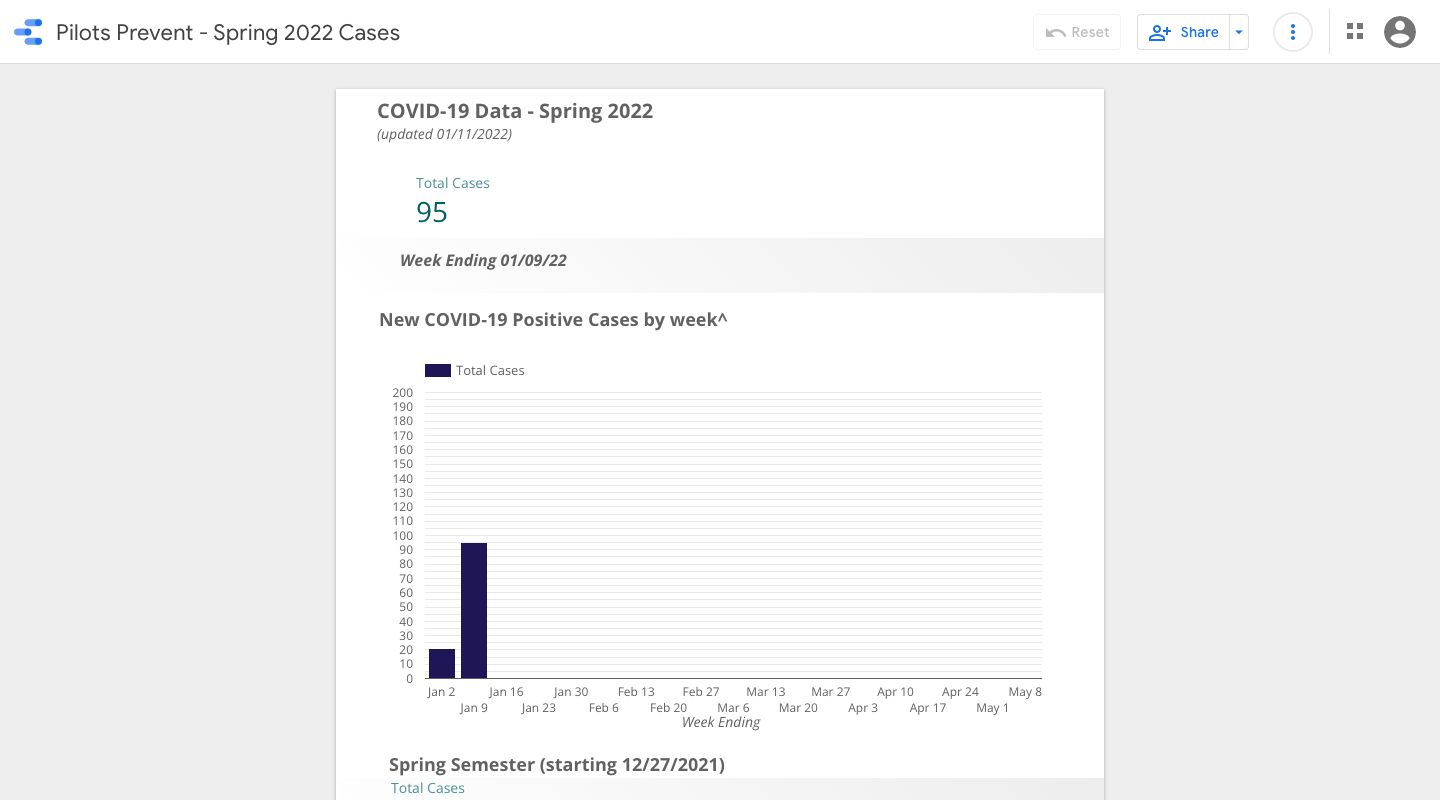 Pilots Prevent - Spring 2022 Cases
Reset
Share
COVID-19 Data - Spring 2022
(updated 01/11/2022)
Total Cases
95
Week Ending 01/09/22
New COVID-19 Positive Cases by week^
Total Cases
200
190
180
170
160
150
140
130
120
110
100
90
80
70
60
50
40
30
20
10
0
Jan 2 Jan 16 Jan 30 Feb 13 Feb 27 Mar 13 Mar 27 Apr 10 Apr 24 May 8
Jan 9 Jan 23 Feb 6 Feb 20 Mar 6 Mar 20 Apr 3 Apr 17 May 1
Week Ending
Spring Semester (starting 12/27/2021)
Total Cases